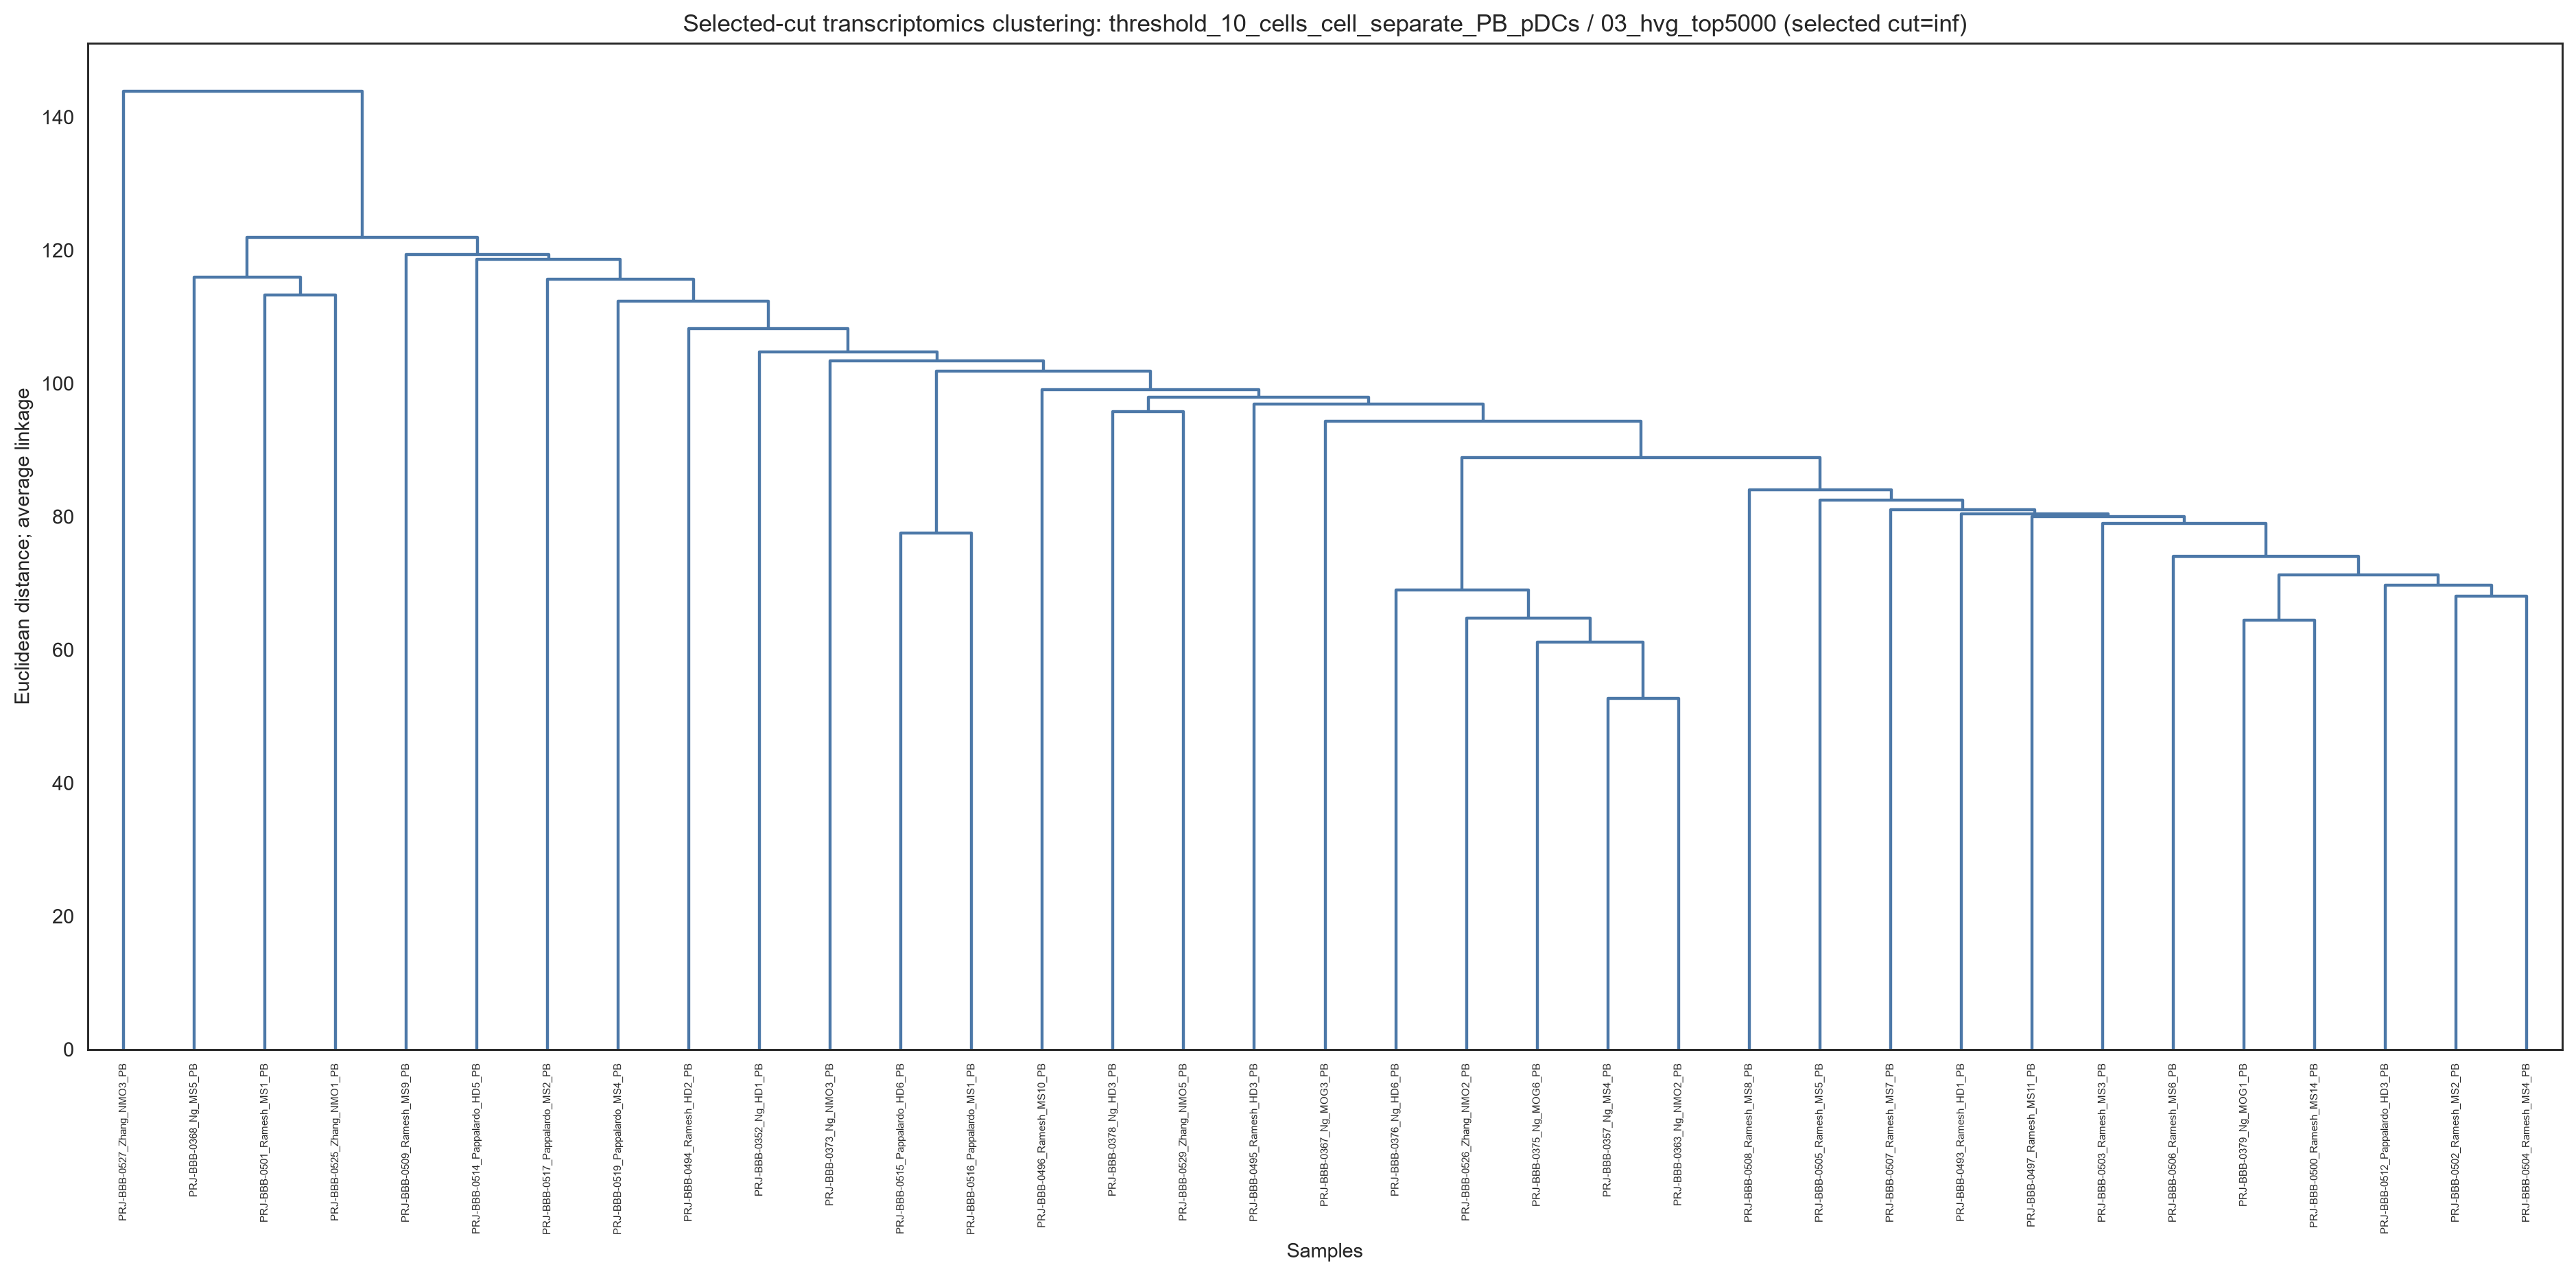 Selected-cut transcriptomics clustering: threshold_10_cells_cell_separate_PB_pDCs / 03_hvg_top5000 (selected cut=inf)
Euclidean distance; average linkage
140
120
100
80
60
40
20
0
PRJ-BBB-0527_Zhang_NMO3_PB
PRJ-BBB-0368_Ng_MS5_PB
PRJ-BBB-0501_Ramesh_MS1_PB
PRJ-BBB-0525_Zhang_NMO1_PB
PRJ-BBB-0509_Ramesh_MS9_PB
PRJ-BBB-0514_Pappalardo_HD5_PB
PRJ-BBB-0517_Pappalardo_MS2_PB
PRJ-BBB-0519_Pappalardo_MS4_PB
PRJ-BBB-0494_Ramesh_HD2_PB
PRJ-BBB-0352_Ng_HD1_PB
PRJ-BBB-0373_Ng_NMO3_PB
PRJ-BBB-0515_Pappalardo_HD6_PB
PRJ-BBB-0516_Pappalardo_MS1_PB
PRJ-BBB-0496_Ramesh_MS10_PB
PRJ-BBB-0378_Ng_HD3_PB
PRJ-BBB-0529_Zhang_NMO5_PB
PRJ-BBB-0495_Ramesh_HD3_PB
PRJ-BBB-0367_Ng_MOG3_PB
PRJ-BBB-0376_Ng_HD6_PB
PRJ-BBB-0526_Zhang_NMO2_PB
PRJ-BBB-0375_Ng_MOG6_PB
PRJ-BBB-0357_Ng_MS4_PB
PRJ-BBB-0363_Ng_NMO2_PB
PRJ-BBB-0508_Ramesh_MS8_PB
PRJ-BBB-0505_Ramesh_MS5_PB
PRJ-BBB-0507_Ramesh_MS7_PB
PRJ-BBB-0493_Ramesh_HD1_PB
PRJ-BBB-0497_Ramesh_MS11_PB
PRJ-BBB-0503_Ramesh_MS3_PB
PRJ-BBB-0506_Ramesh_MS6_PB
PRJ-BBB-0379_Ng_MOG1_PB
PRJ-BBB-0500_Ramesh_MS14_PB
PRJ-BBB-0512_Pappalardo_HD3_PB
PRJ-BBB-0502_Ramesh_MS2_PB
PRJ-BBB-0504_Ramesh_MS4_PB
Samples